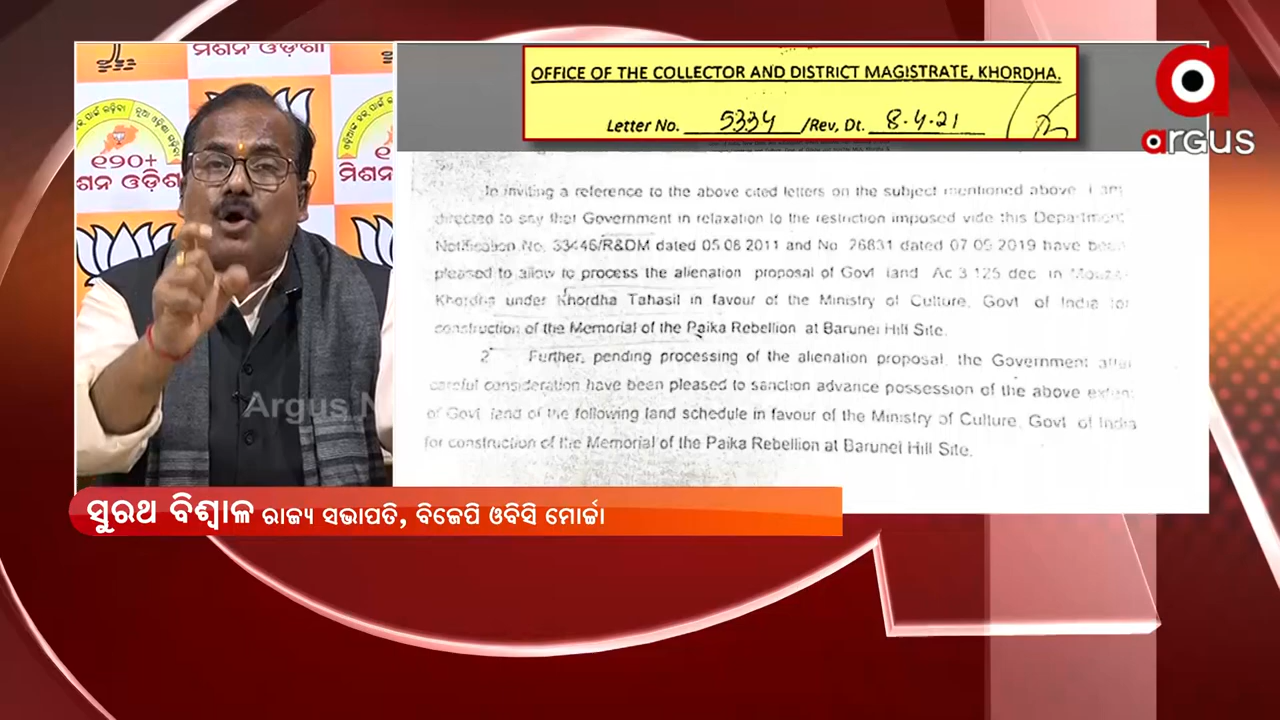 ମିଶନ ଓଡ଼ିଶା
ପାଇଁ ଲଢ଼ିବା ନୂଆ ଓଡ଼ିଶା
୧୨୦+
ମିଶନ
OFFICE OF THE COLLECTOR AND DISTRICT MAGISTRATE, KHORDHA.
Letter No. 5334 /Rev, Dt. 8.4.21
argus
In inviting a reference to the above cited letters on the subject mentioned above I am
directed to say that Government in relaxation to the restriction imposed vide this Department
Notification No. 33446/R&DM dated 05.08.2011 and No. 26831 dated 07.09.2019 have been
pleased to allow to process the alienation proposal of Govt land Ac 3.125 dec. in Mouza-
Khordha under Khordha Tahasil in favour of the Ministry of Culture, Govt of India for
construction of the Memorial of the Paika Rebellion at Barunei Hill Site.
2 Further, pending processing of the alienation proposal, the Government after
careful consideration have been pleased to sanction advance possession of the above extent
of Govt land of the following land schedule in favour of the Ministry of Culture, Govt of India
for construction of the Memorial of the Paika Rebellion at Barunei Hill Site.
Argus N
ସୁରଥ ବିଶ୍ୱାଳ ରାଜ୍ୟ ସଭାପତି, ବିଜେପି ଓବିସି ମୋର୍ଚ୍ଚା